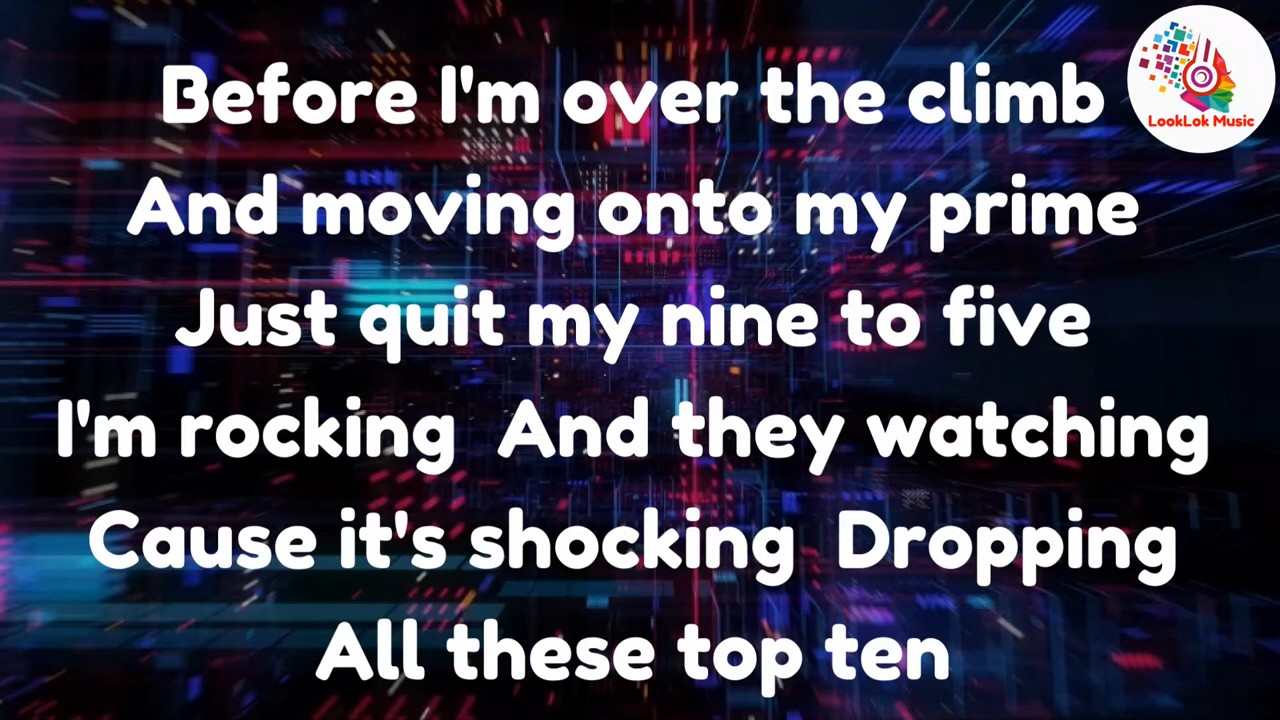 Before I'm over the climb
And moving onto my prime
Just quit my nine to five
I'm rocking  And they watching
Cause it's shocking  Dropping
All these top ten
LookLok Music